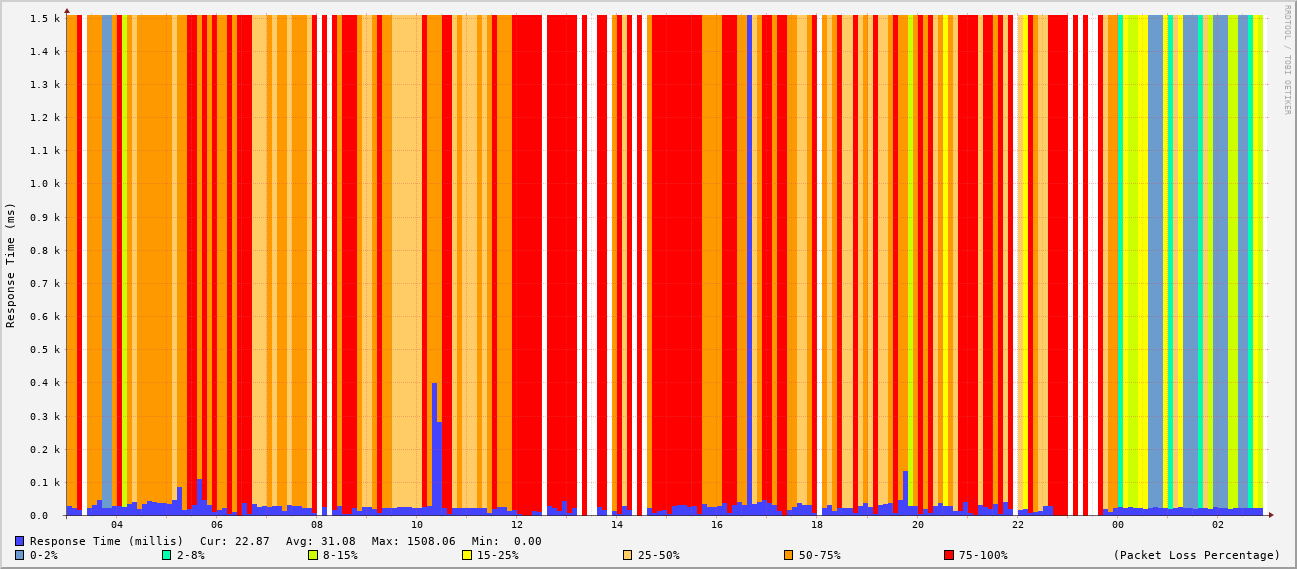 RRDTOOL / TOBI OETIKER
Response Time (ms)
1.5 k
1.4 k
1.3 k
1.2 k
1.1 k
1.0 k
0.9 k
0.8 k
0.7 k
0.6 k
0.5 k
0.4 k
0.3 k
0.2 k
0.1 k
0.0
04 06 08 10 12 14 16 18 20 22 00 02
Response Time (millis) Cur: 22.87 Avg: 31.08 Max: 1508.06 Min: 0.00
0-2% 2-8% 8-15% 15-25% 25-50% 50-75% 75-100% (Packet Loss Percentage)